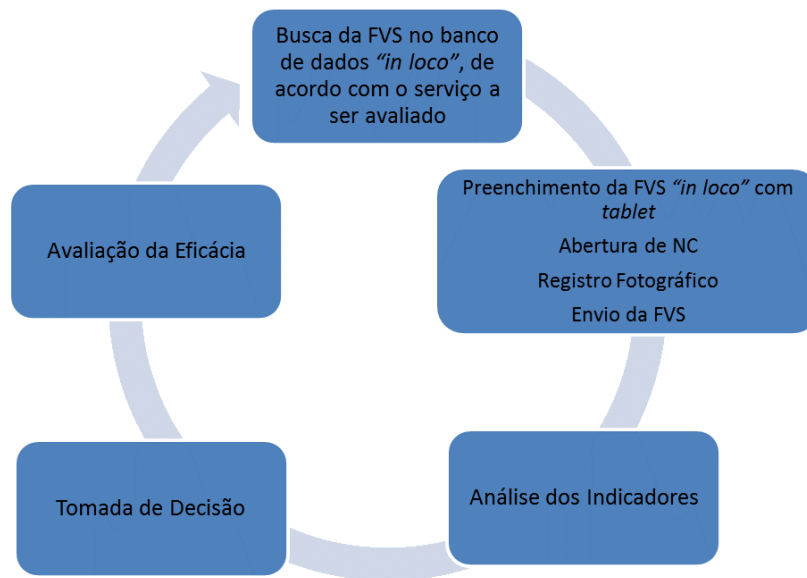 Busca da FVS no banco
de dados “in loco”, de
acordo com o serviço a
ser avaliado
Preenchimento da FVS “in loco” com
tablet
Abertura de NC
Registro Fotográfico
Envio da FVS
Análise dos Indicadores
Tomada de Decisão
Avaliação da Eficácia